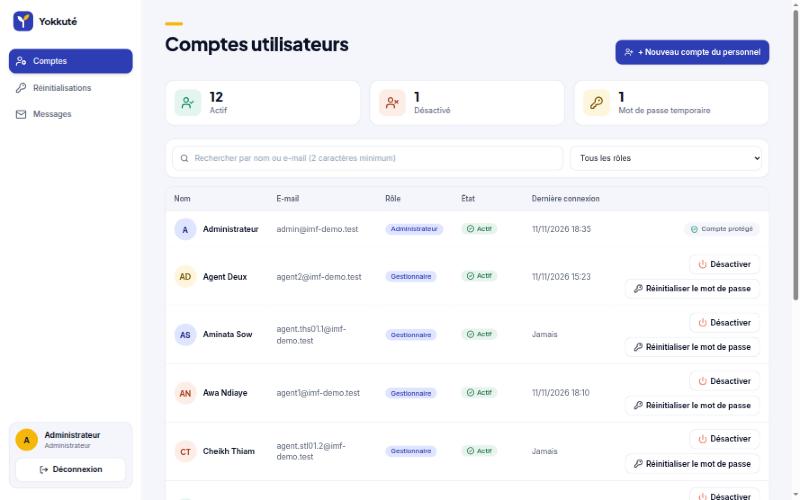 Yokkuté
Comptes
Réinitialisations
Messages
A
Administrateur
Administrateur
Déconnexion
Comptes utilisateurs
+ Nouveau compte du personnel
12
Actif
1
Désactivé
1
Mot de passe temporaire
Rechercher par nom ou e-mail (2 caractères minimum)
Tous les rôles
Nom E-mail Rôle État Dernière connexion
A Administrateur admin@imf-demo.test Administrateur Actif 11/11/2026 18:35 Compte protégé
AD Agent Deux agent2@imf-demo.test Gestionnaire Actif 11/11/2026 15:23 Désactiver
Réinitialiser le mot de passe
AS Aminata Sow agent.ths01.1@imf-
demo.test Gestionnaire Actif Jamais Désactiver
Réinitialiser le mot de passe
AN Awa Ndiaye agent1@imf-demo.test Gestionnaire Actif 11/11/2026 18:10 Désactiver
Réinitialiser le mot de passe
CT Cheikh Thiam agent.stl01.2@imf-
demo.test Gestionnaire Actif Jamais Désactiver
Réinitialiser le mot de passe
Désactiver